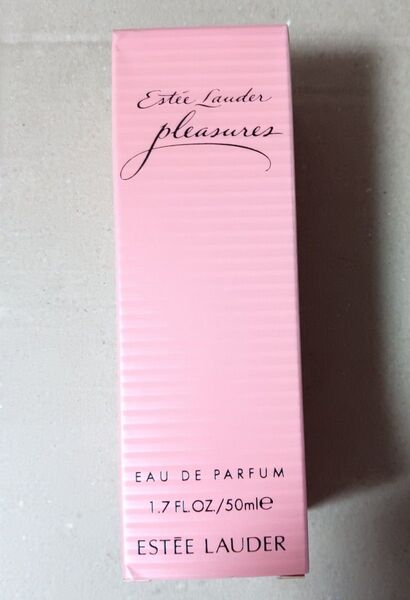 Estée Lauder
pleasures
EAU DE PARFUM
1.7 FL.OZ./50ml℮
ESTĒE LAUDER